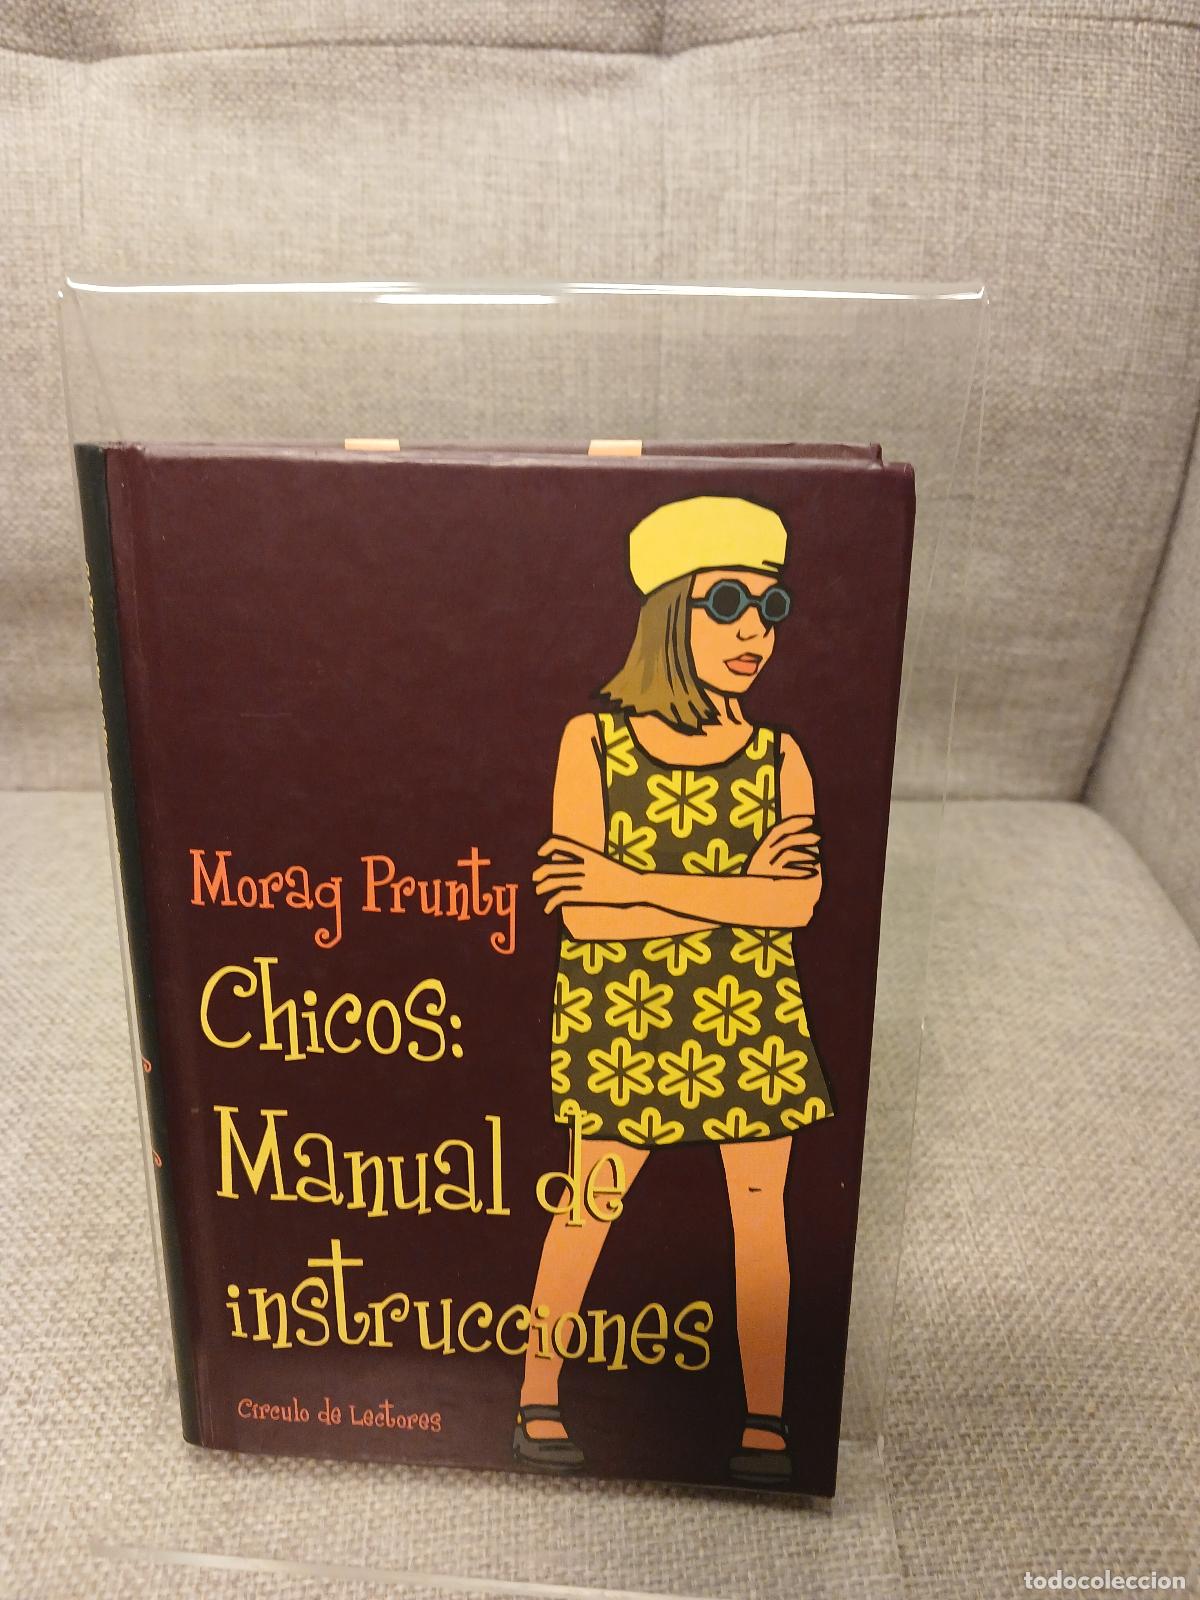 Morag Prunty
Chicos:
Manual de
instrucciones
Círculo de Lectores
todocoleccion